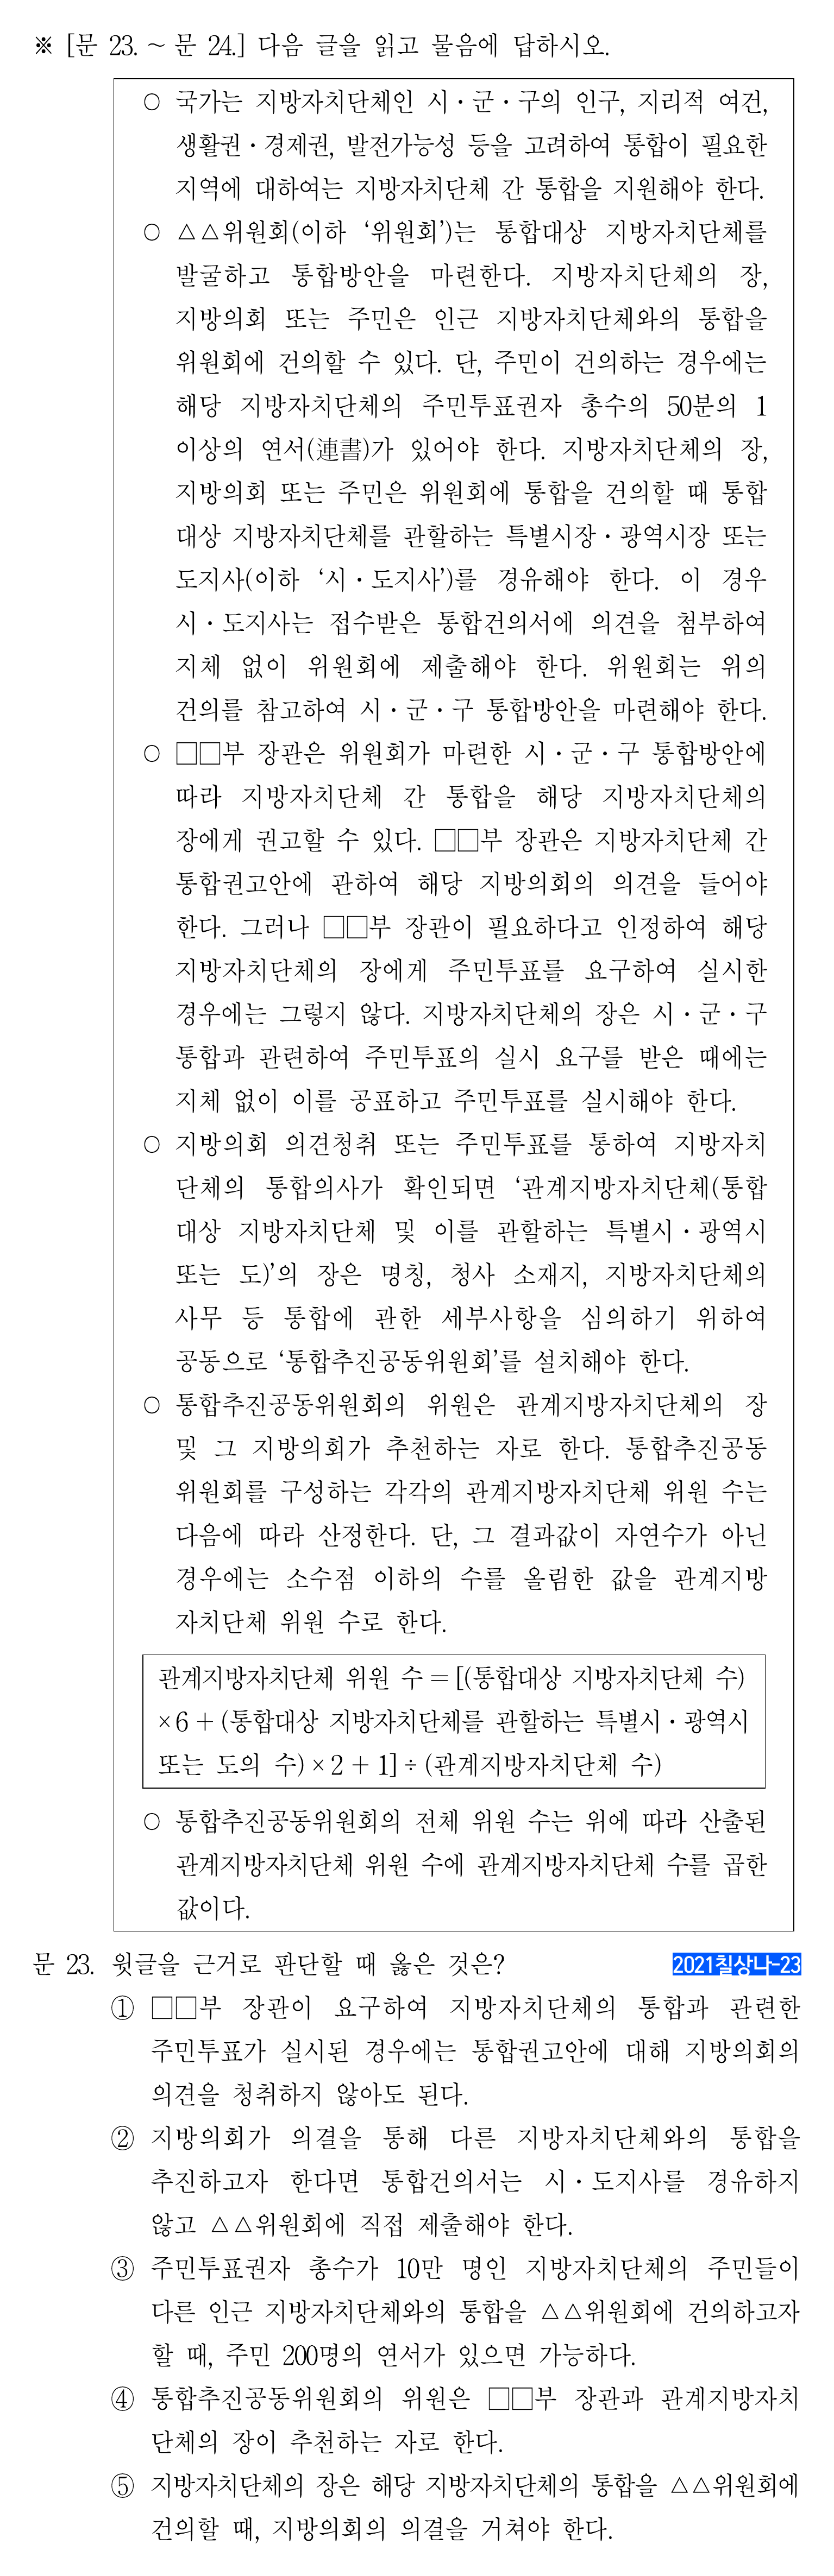 ※ [문 23. ~ 문 24.] 다음 글을 읽고 물음에 답하시오.
○ 국가는 지방자치단체인 시・군・구의 인구, 지리적 여건,
생활권・경제권, 발전가능성 등을 고려하여 통합이 필요한
지역에 대하여는 지방자치단체 간 통합을 지원해야 한다.
○ △△위원회(이하 ‘위원회’)는 통합대상 지방자치단체를
발굴하고 통합방안을 마련한다. 지방자치단체의 장,
지방의회 또는 주민은 인근 지방자치단체와의 통합을
위원회에 건의할 수 있다. 단, 주민이 건의하는 경우에는
해당 지방자치단체의 주민투표권자 총수의 50분의 1
이상의 연서(連書)가 있어야 한다. 지방자치단체의 장,
지방의회 또는 주민은 위원회에 통합을 건의할 때 통합
대상 지방자치단체를 관할하는 특별시장・광역시장 또는
도지사(이하 ‘시・도지사’)를 경유해야 한다. 이 경우
시・도지사는 접수받은 통합건의서에 의견을 첨부하여
지체 없이 위원회에 제출해야 한다. 위원회는 위의
건의를 참고하여 시・군・구 통합방안을 마련해야 한다.
○ □□부 장관은 위원회가 마련한 시・군・구 통합방안에
따라 지방자치단체 간 통합을 해당 지방자치단체의
장에게 권고할 수 있다. □□부 장관은 지방자치단체 간
통합권고안에 관하여 해당 지방의회의 의견을 들어야
한다. 그러나 □□부 장관이 필요하다고 인정하여 해당
지방자치단체의 장에게 주민투표를 요구하여 실시한
경우에는 그렇지 않다. 지방자치단체의 장은 시・군・구
통합과 관련하여 주민투표의 실시 요구를 받은 때에는
지체 없이 이를 공표하고 주민투표를 실시해야 한다.
○ 지방의회 의견청취 또는 주민투표를 통하여 지방자치
단체의 통합의사가 확인되면 ‘관계지방자치단체(통합
대상 지방자치단체 및 이를 관할하는 특별시・광역시
또는 도)’의 장은 명칭, 청사 소재지, 지방자치단체의
사무 등 통합에 관한 세부사항을 심의하기 위하여
공동으로 ‘통합추진공동위원회’를 설치해야 한다.
○ 통합추진공동위원회의 위원은 관계지방자치단체의 장
및 그 지방의회가 추천하는 자로 한다. 통합추진공동
위원회를 구성하는 각각의 관계지방자치단체 위원 수는
다음에 따라 산정한다. 단, 그 결과값이 자연수가 아닌
경우에는 소수점 이하의 수를 올림한 값을 관계지방
자치단체 위원 수로 한다.
관계지방자치단체 위원 수 = [(통합대상 지방자치단체 수)
×6 + (통합대상 지방자치단체를 관할하는 특별시・광역시
또는 도의 수)×2 + 1] ÷ (관계지방자치단체 수)
○ 통합추진공동위원회의 전체 위원 수는 위에 따라 산출된
관계지방자치단체 위원 수에 관계지방자치단체 수를 곱한
값이다.
문 23. 윗글을 근거로 판단할 때 옳은 것은? 2021칠상나-23
① □□부 장관이 요구하여 지방자치단체의 통합과 관련한
주민투표가 실시된 경우에는 통합권고안에 대해 지방의회의
의견을 청취하지 않아도 된다.
② 지방의회가 의결을 통해 다른 지방자치단체와의 통합을
추진하고자 한다면 통합건의서는 시・도지사를 경유하지
않고 △△위원회에 직접 제출해야 한다.
③ 주민투표권자 총수가 10만 명인 지방자치단체의 주민들이
다른 인근 지방자치단체와의 통합을 △△위원회에 건의하고자
할 때, 주민 200명의 연서가 있으면 가능하다.
④ 통합추진공동위원회의 위원은 □□부 장관과 관계지방자치
단체의 장이 추천하는 자로 한다.
⑤ 지방자치단체의 장은 해당 지방자치단체의 통합을 △△위원회에
건의할 때, 지방의회의 의결을 거쳐야 한다.